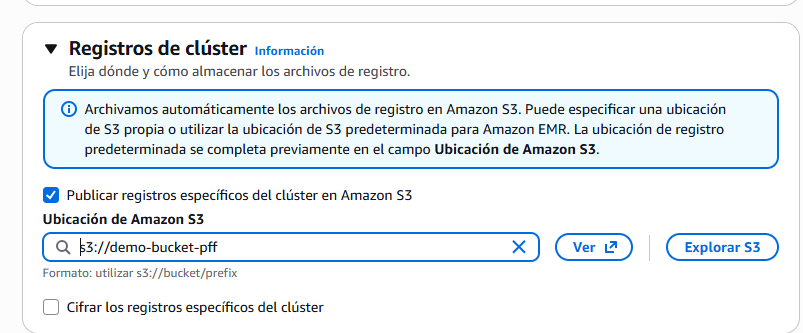 Registros de clúster Información
Elija dónde y cómo almacenar los archivos de registro.
Archivamos automáticamente los archivos de registro en Amazon S3. Puede especificar una ubicación
de S3 propia o utilizar la ubicación de S3 predeterminada para Amazon EMR. La ubicación de registro
predeterminada se completa previamente en el campo Ubicación de Amazon S3.
Publicar registros específicos del clúster en Amazon S3
Ubicación de Amazon S3
s3://demo-bucket-pff Ver Explorar S3
Formato: utilizar s3://bucket/prefix
Cifrar los registros específicos del clúster